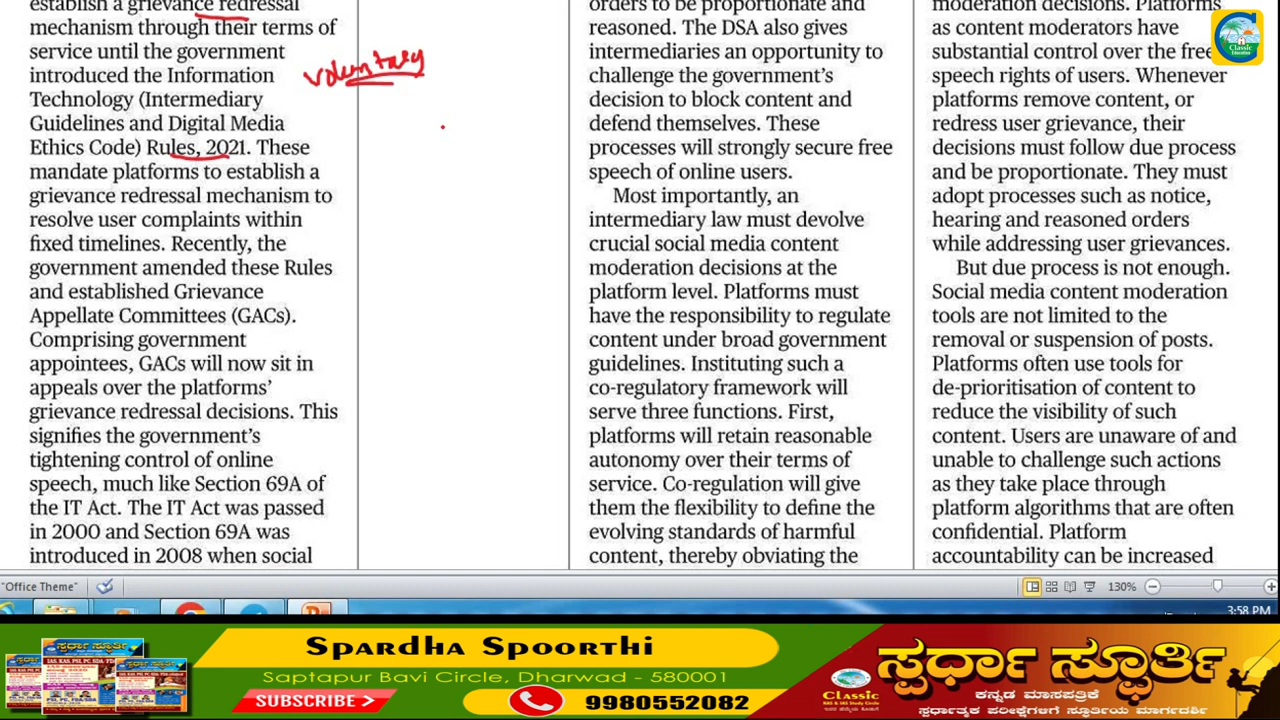 establish a grievance redressal
mechanism through their terms of
service until the government
introduced the Information
Technology (Intermediary
Guidelines and Digital Media
Ethics Code) Rules, 2021. These
mandate platforms to establish a
grievance redressal mechanism to
resolve user complaints within
fixed timelines. Recently, the
government amended these Rules
and established Grievance
Appellate Committees (GACs).
Comprising government
appointees, GACs will now sit in
appeals over the platforms’
grievance redressal decisions. This
signifies the government’s
tightening control of online
speech, much like Section 69A of
the IT Act. The IT Act was passed
in 2000 and Section 69A was
introduced in 2008 when social
voluntary
orders to be proportionate and
reasoned. The DSA also gives
intermediaries an opportunity to
challenge the government’s
decision to block content and
defend themselves. These
processes will strongly secure free
speech of online users.
Most importantly, an
intermediary law must devolve
crucial social media content
moderation decisions at the
platform level. Platforms must
have the responsibility to regulate
content under broad government
guidelines. Instituting such a
co-regulatory framework will
serve three functions. First,
platforms will retain reasonable
autonomy over their terms of
service. Co-regulation will give
them the flexibility to define the
evolving standards of harmful
content, thereby obviating the
moderation decisions. Platforms
as content moderators have
substantial control over the free
speech rights of users. Whenever
platforms remove content, or
redress user grievance, their
decisions must follow due process
and be proportionate. They must
adopt processes such as notice,
hearing and reasoned orders
while addressing user grievances.
But due process is not enough.
Social media content moderation
tools are not limited to the
removal or suspension of posts.
Platforms often use tools for
de-prioritisation of content to
reduce the visibility of such
content. Users are unaware of and
unable to challenge such actions
as they take place through
platform algorithms that are often
confidential. Platform
accountability can be increased
Classic
Education
"Office Theme"
130%
3:58 PM
Spardha Spoorthi
Saptapur Bavi Circle, Dharwad - 580001
SUBSCRIBE
9980552082
ಸ್ಪರ್ಧಾ ಸ್ಫೂರ್ತಿ
ಸ್ಪರ್ಧಾ ಸ್ಫೂರ್ತಿ
ಕನ್ನಡ ಮಾಸಪತ್ರಿಕೆ
ಸ್ಪರ್ಧಾತ್ಮಕ ಪರೀಕ್ಷೆಗಳಿಗೆ ಸ್ಫೂರ್ತಿಯ ಮಾರ್ಗದರ್ಶಿ
Classic